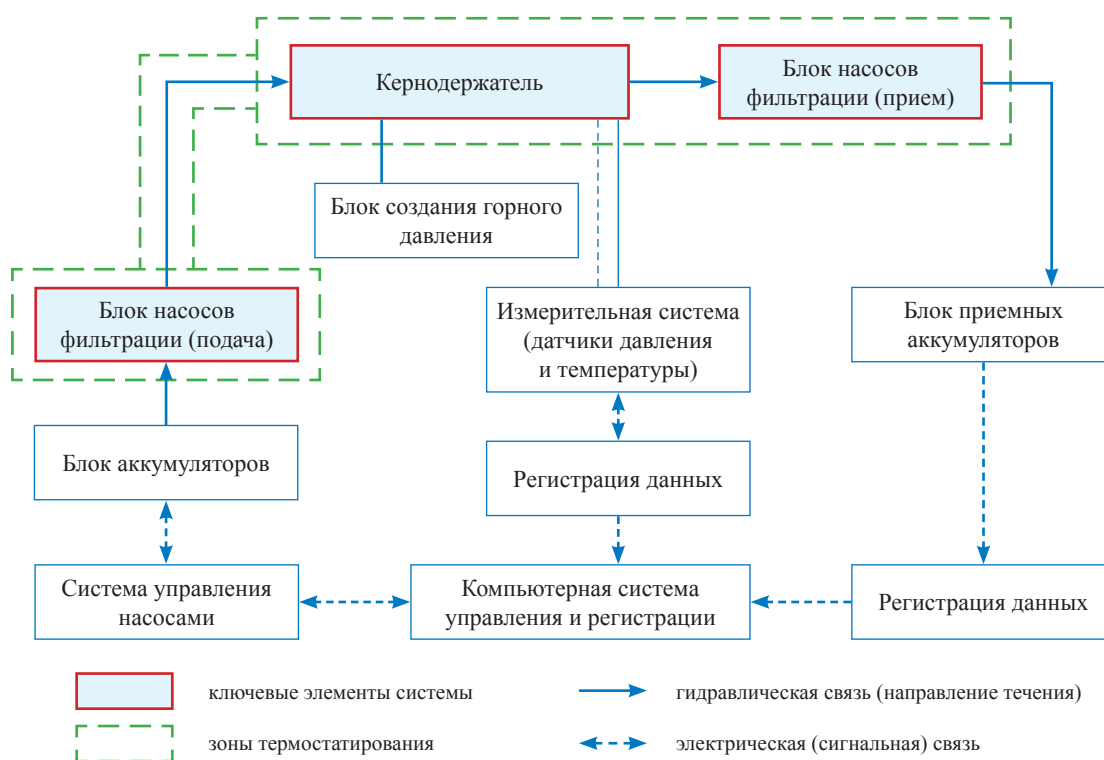 Кернодержатель
Блок насосов
фильтрации (прием)
Блок создания горного
давления
Блок насосов
фильтрации (подача)
Измерительная система
(датчики давления
и температуры)
Блок приемных
аккумуляторов
Блок аккумуляторов
Регистрация данных
Система управления
насосами
Компьютерная система
управления и регистрации
Регистрация данных
ключевые элементы системы
гидравлическая связь (направление течения)
зоны термостатирования
электрическая (сигнальная) связь